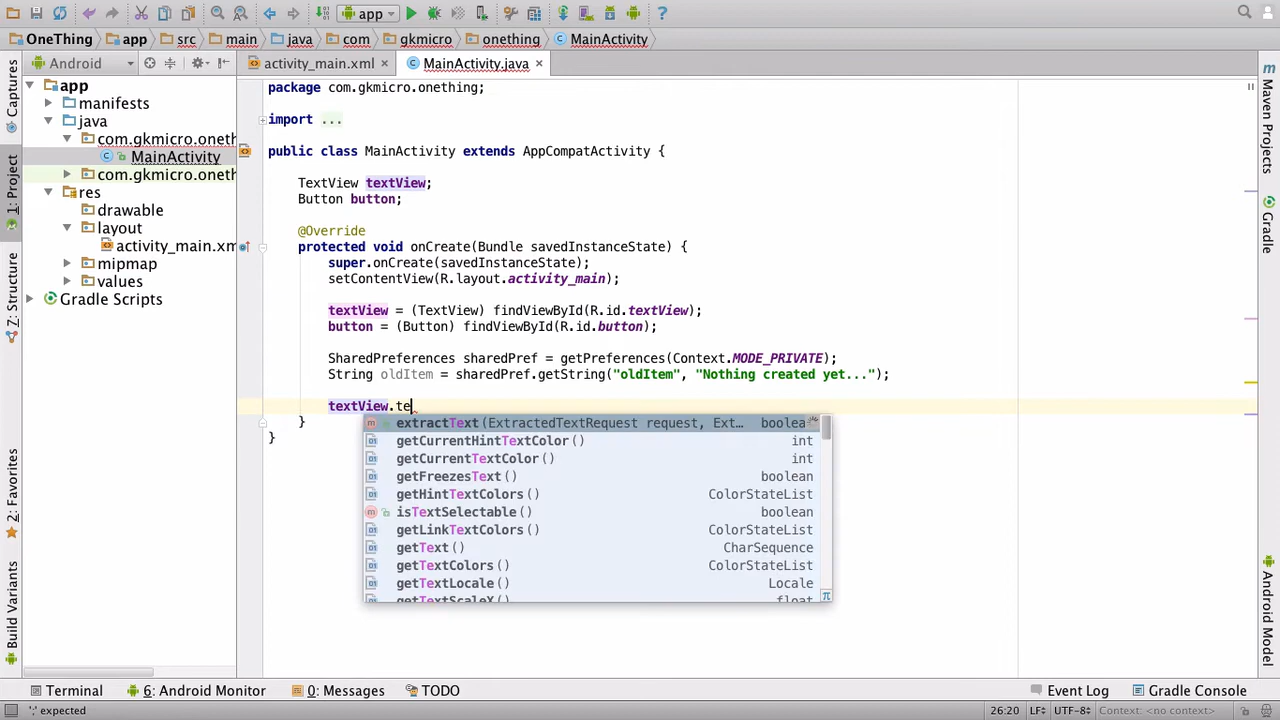 app
OneThing app src main java com gkmicro onething MainActivity
Android
activity_main.xml
MainActivity.java
Captures
1: Project
7: Structure
2: Favorites
Build Variants
app
manifests
java
com.gkmicro.oneth
MainActivity
com.gkmicro.oneth
res
drawable
layout
activity_main.xm
mipmap
values
Gradle Scripts
package com.gkmicro.onething;
import ...
public class MainActivity extends AppCompatActivity {
TextView textView;
Button button;
@Override
protected void onCreate(Bundle savedInstanceState) {
super.onCreate(savedInstanceState);
setContentView(R.layout.activity_main);
textView = (TextView) findViewById(R.id.textView);
button = (Button) findViewById(R.id.button);
SharedPreferences sharedPref = getPreferences(Context.MODE_PRIVATE);
String oldItem = sharedPref.getString("oldItem", "Nothing created yet...");
textView.te
}
}
extractText(ExtractedTextRequest request, Ext… boolea
getCurrentHintTextColor() int
getCurrentTextColor() int
getFreezesText() boolean
getHintTextColors() ColorStateList
isTextSelectable() boolean
getLinkTextColors() ColorStateList
getText() CharSequence
getTextColors() ColorStateList
getTextLocale() Locale
getTextScaleX() float
π
Maven Projects
Gradle
Android Model
Terminal
6: Android Monitor
0: Messages
TODO
Event Log
Gradle Console
';' expected
26:20 LF÷ UTF-8÷ Context: <no context>